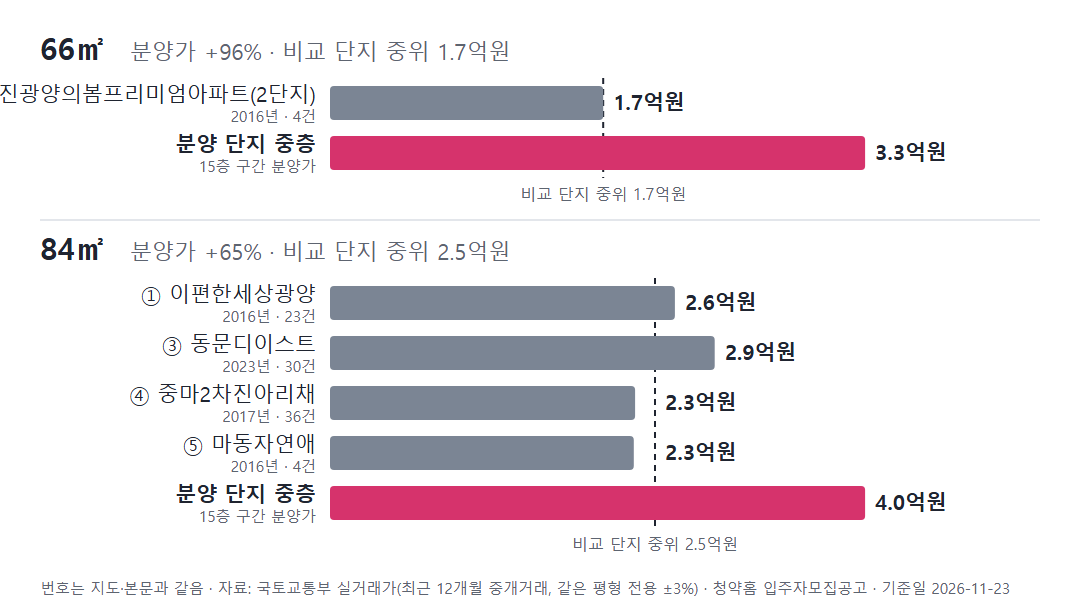 66㎡ 분양가 +96% · 비교 단지 중위 1.7억원
진광양의봄프리미엄아파트(2단지) 1.7억원
2016년 · 4건
분양 단지 중층 3.3억원
15층 구간 분양가
비교 단지 중위 1.7억원
84㎡ 분양가 +65% · 비교 단지 중위 2.5억원
① 이편한세상광양 2.6억원
2016년 · 23건
③ 동문디이스트 2.9억원
2023년 · 30건
④ 중마2차진아리채 2.3억원
2017년 · 36건
⑤ 마동자연애 2.3억원
2016년 · 4건
분양 단지 중층 4.0억원
15층 구간 분양가
비교 단지 중위 2.5억원
번호는 지도·본문과 같음 · 자료: 국토교통부 실거래가(최근 12개월 중개거래, 같은 평형 전용 ±3%) · 청약홈 입주자모집공고 · 기준일 2026-11-23